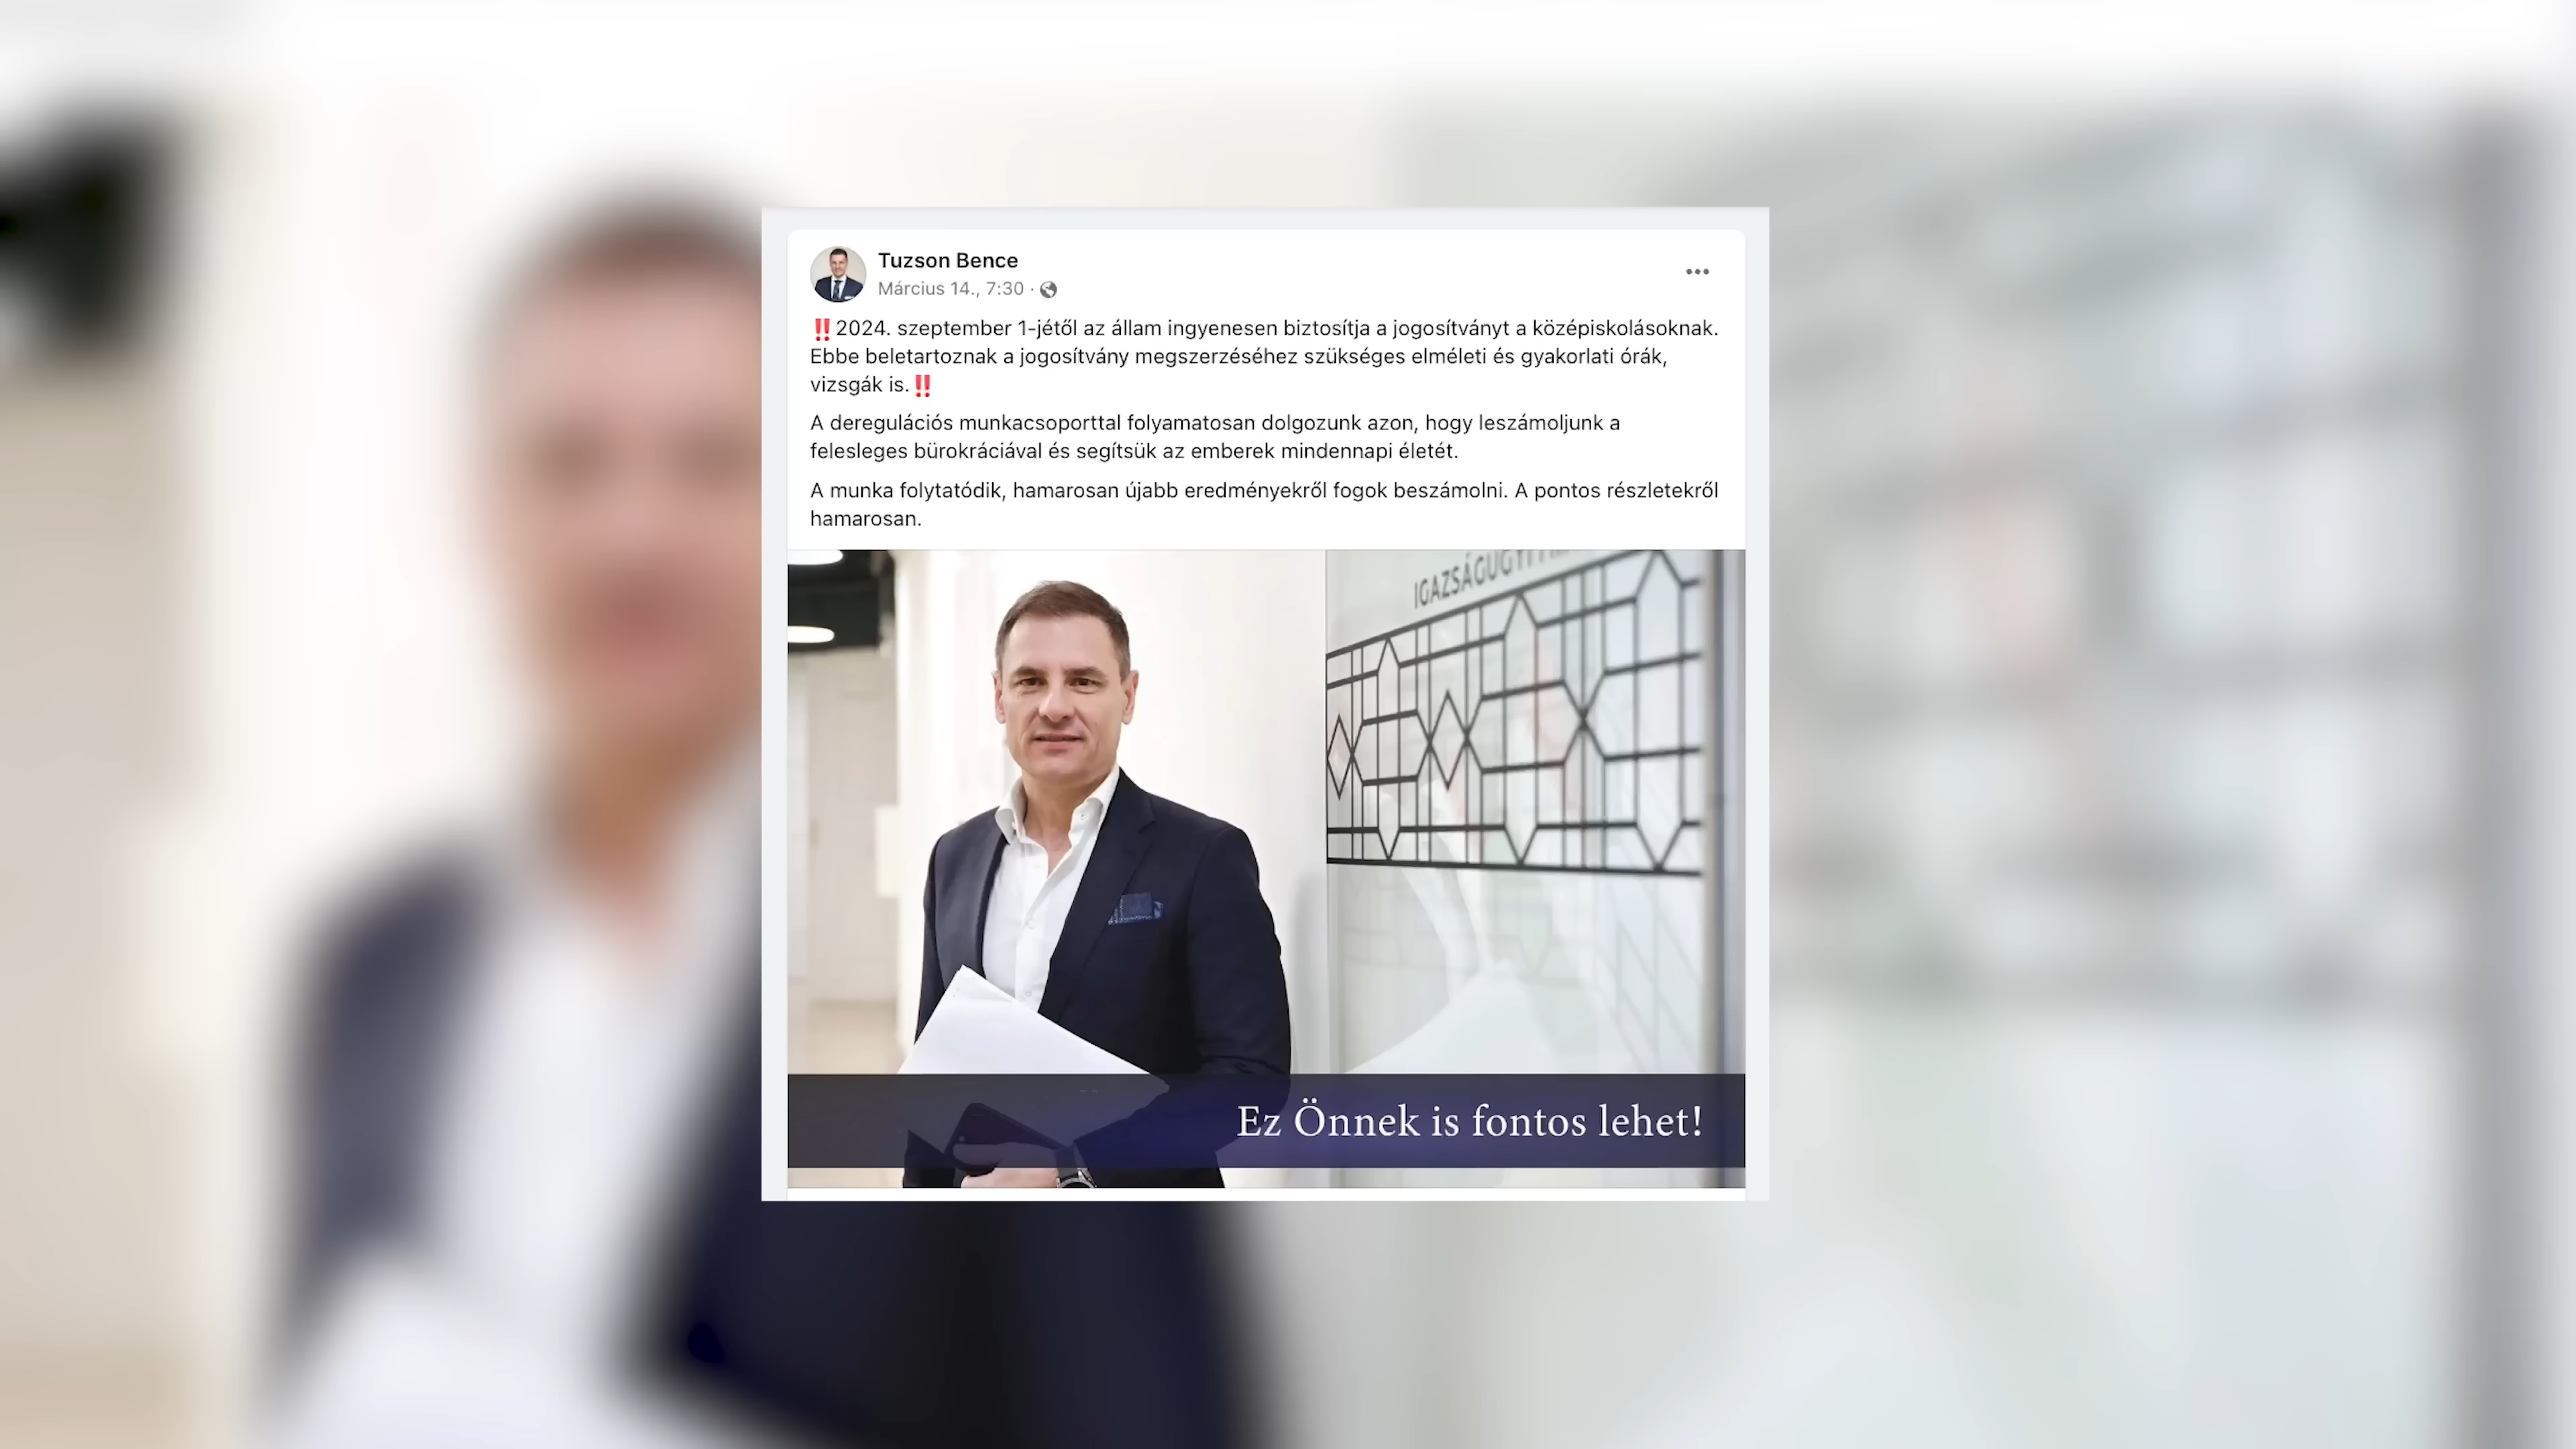 Tuzson Bence
Március 14., 7:30 ·
‼️2024. szeptember 1-jétől az állam ingyenesen biztosítja a jogosítványt a középiskolásoknak.
Ebbe beletartoznak a jogosítvány megszerzéséhez szükséges elméleti és gyakorlati órák,
vizsgák is.‼️
A deregulációs munkacsoporttal folyamatosan dolgozunk azon, hogy leszámoljunk a
felesleges bürokráciával és segítsük az emberek mindennapi életét.
A munka folytatódik, hamarosan újabb eredményekről fogok beszámolni. A pontos részletekről
hamarosan.
Ez Önnek is fontos lehet!